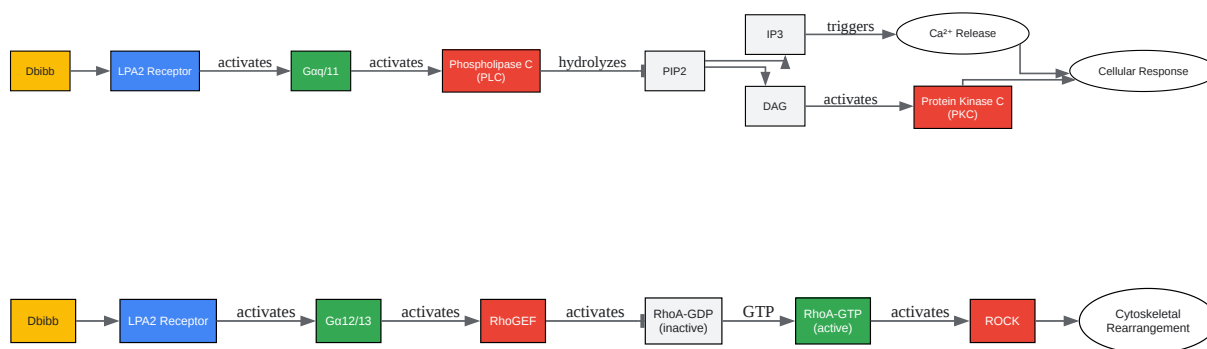 IP3
triggers
Ca²⁺ Release
Dbibb
LPA2 Receptor
activates
Gαq/11
activates
Phospholipase C
(PLC)
hydrolyzes
PIP2
Cellular Response
DAG
activates
Protein Kinase C
(PKC)
Dbibb
LPA2 Receptor
activates
Gα12/13
activates
RhoGEF
activates
RhoA-GDP
(inactive)
GTP
RhoA-GTP
(active)
activates
ROCK
Cytoskeletal
Rearrangement